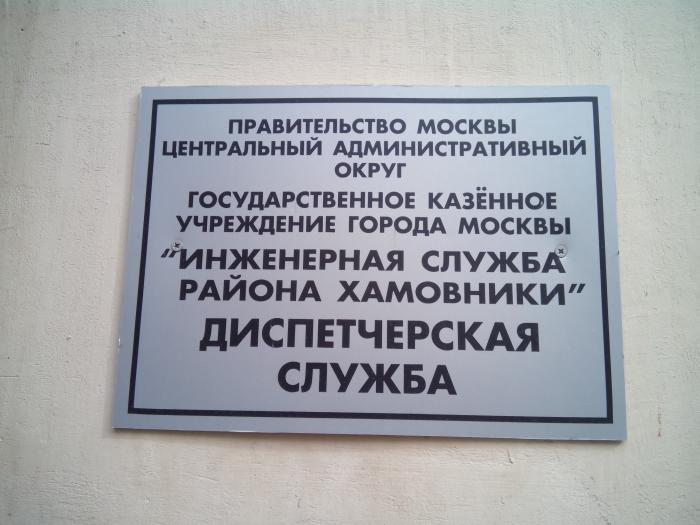 ПРАВИТЕЛЬСТВО МОСКВЫ
ЦЕНТРАЛЬНЫЙ АДМИНИСТРАТИВНЫЙ
ОКРУГ
ГОСУДАРСТВЕННОЕ КАЗЁННОЕ
УЧРЕЖДЕНИЕ ГОРОДА МОСКВЫ
"ИНЖЕНЕРНАЯ СЛУЖБА
РАЙОНА ХАМОВНИКИ"
ДИСПЕТЧЕРСКАЯ
СЛУЖБА